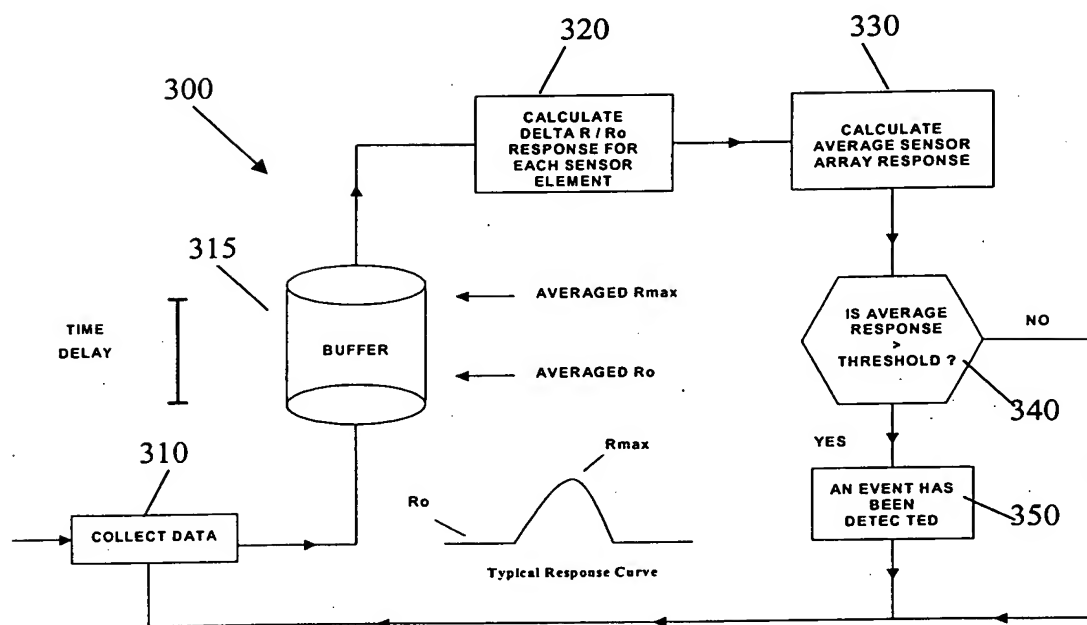 320
330
300
CALCULATE
DELTA R / Ro
RESPONSE FOR
EACH SENSOR
ELEMENT
CALCULATE
AVERAGE SENSOR
ARRAY RESPONSE
315
TIME
DELAY
BUFFER
AVERAGED Rmax
AVERAGED Ro
IS AVERAGE
RESPONSE
>
THRESHOLD ?
NO
340
YES
310
COLLECT DATA
Ro
Rmax
Typical Response Curve
AN EVENT HAS
BEEN
DETEC TED
350